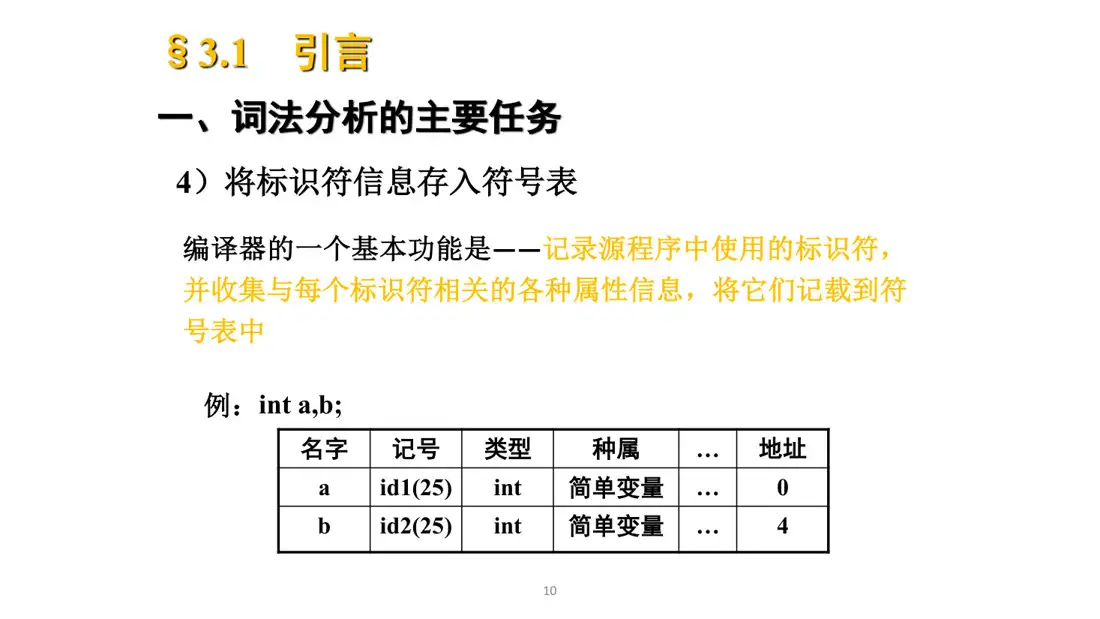 §3.1 引言
一、词法分析的主要任务
4）将标识符信息存入符号表
编译器的一个基本功能是——记录源程序中使用的标识符，
并收集与每个标识符相关的各种属性信息，将它们记载到符
号表中
例：int a,b;
名字 记号 类型 种属 … 地址
a id1(25) int 简单变量 … 0
b id2(25) int 简单变量 … 4
10